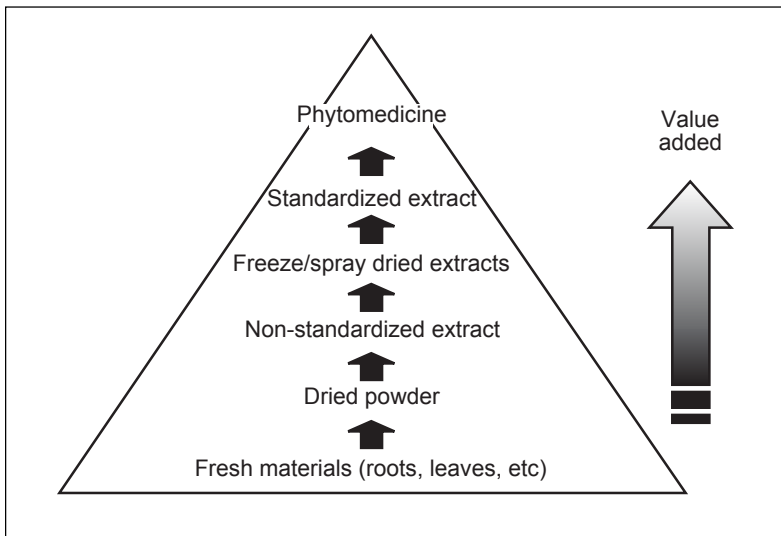 Phytomedicine
Value
added
Standardized extract
Freeze/spray dried extracts
Non-standardized extract
Dried powder
Fresh materials (roots, leaves, etc)